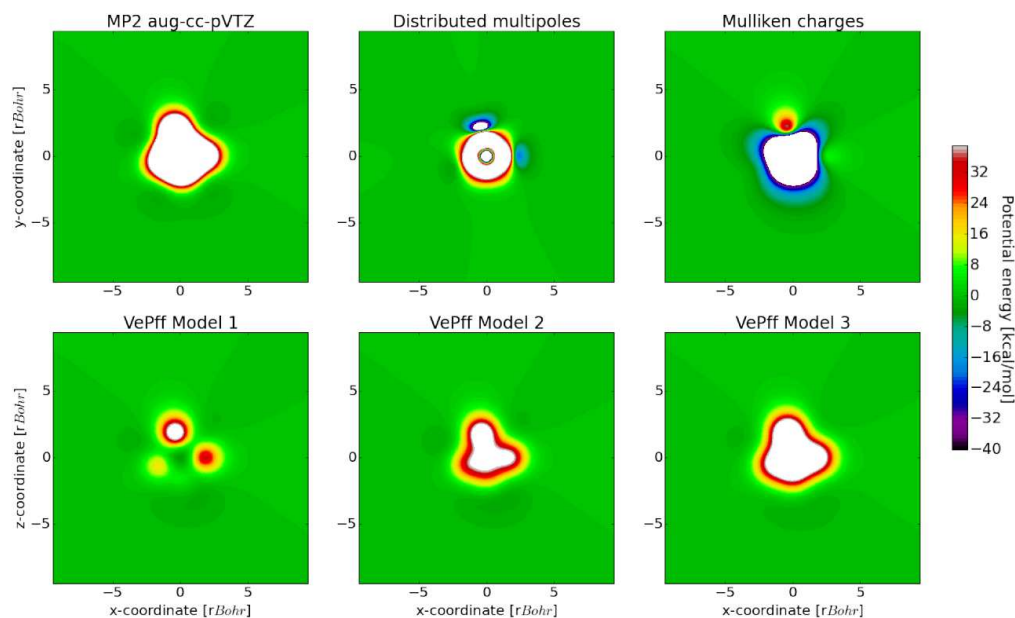 MP2 aug-cc-pVTZ
Distributed multipoles
Mulliken charges
y-coordinate [rBohr]
5
0
−5
−5
0
5
−5
0
5
−5
0
5
VePff Model 1
VePff Model 2
VePff Model 3
z-coordinate [rBohr]
5
0
−5
−5
0
5
−5
0
5
−5
0
5
x-coordinate [rBohr]
x-coordinate [rBohr]
x-coordinate [rBohr]
32
24
16
8
0
−8
−16
−24
−32
−40
Potential energy [kcal/mol]